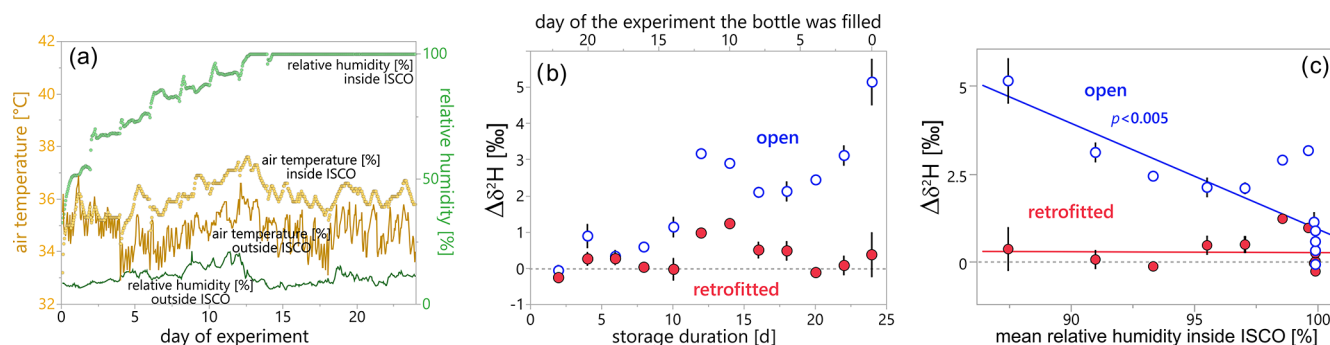 (a)
42
40
38
36
34
32
air temperature [°C]
100
50
0
relative humidity [%]
relative humidity [%]
inside ISCO
air temperature [%]
inside ISCO
air temperature [%]
outside ISCO
relative humidity [%]
outside ISCO
0 5 10 15 20
day of experiment
day of the experiment the bottle was filled
20 15 10 5 0
(b)
5
4
3
2
1
0
-1
Δδ²H [‰]
open
retrofitted
0 5 10 15 20 25
storage duration [d]
(c)
5
2.5
0
Δδ²H [‰]
open
p<0.005
retrofitted
90 95 100
mean relative humidity inside ISCO [%]